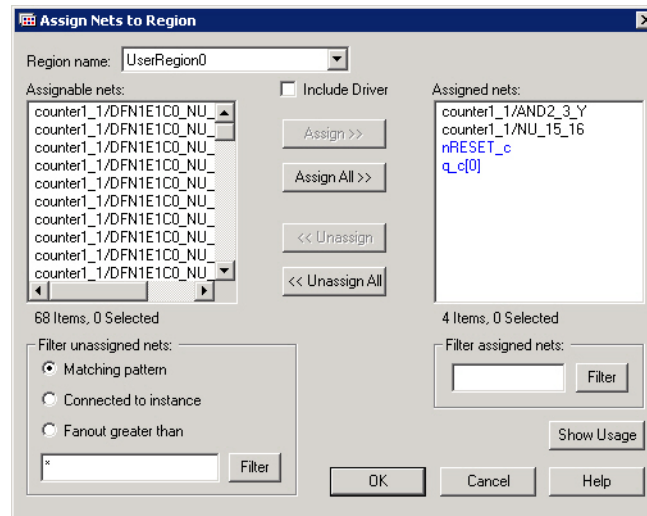 Assign Nets to Region
Region name: UserRegion0
Assignable nets:
Include Driver
Assigned nets:
counter1_1/DFN1E1C0_NU_
counter1_1/DFN1E1C0_NU_
counter1_1/DFN1E1C0_NU_
counter1_1/DFN1E1C0_NU_
counter1_1/DFN1E1C0_NU_
counter1_1/DFN1E1C0_NU_
counter1_1/DFN1E1C0_NU_
counter1_1/DFN1E1C0_NU_
counter1_1/DFN1E1C0_NU_
counter1_1/DFN1E1C0_NU_
Assign >>
Assign All >>
<< Unassign
<< Unassign All
counter1_1/AND2_3_Y
counter1_1/NU_15_16
nRESET_c
q_c[0]
68 Items, 0 Selected
4 Items, 0 Selected
Filter unassigned nets:
Matching pattern
Connected to instance
Fanout greater than
*
Filter
Filter assigned nets:
Filter
Show Usage
OK
Cancel
Help